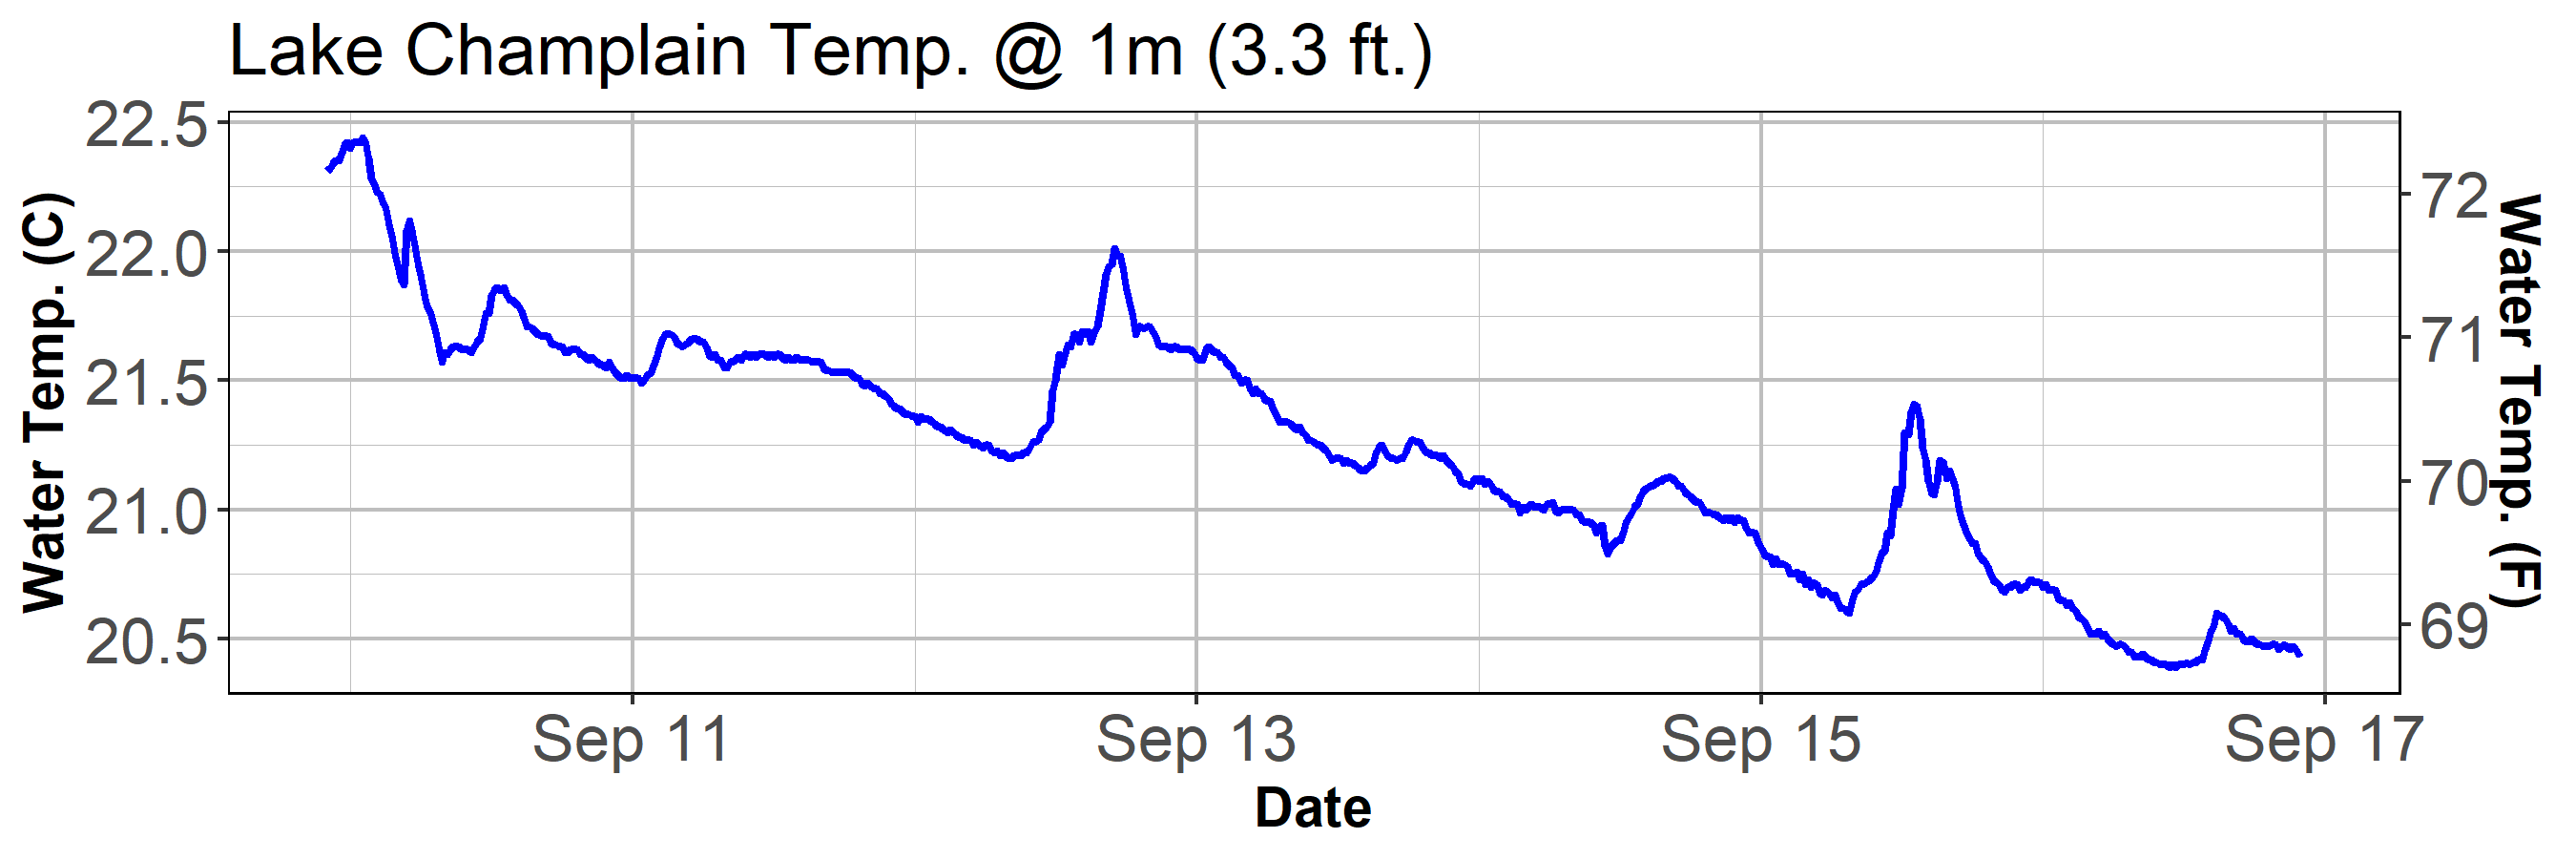 Lake Champlain Temp. @ 1m (3.3 ft.)
Water Temp. (C)
22.5
22.0
21.5
21.0
20.5
72
71
70
69
Water Temp. (F)
Sep 11 Sep 13 Sep 15 Sep 17
Date